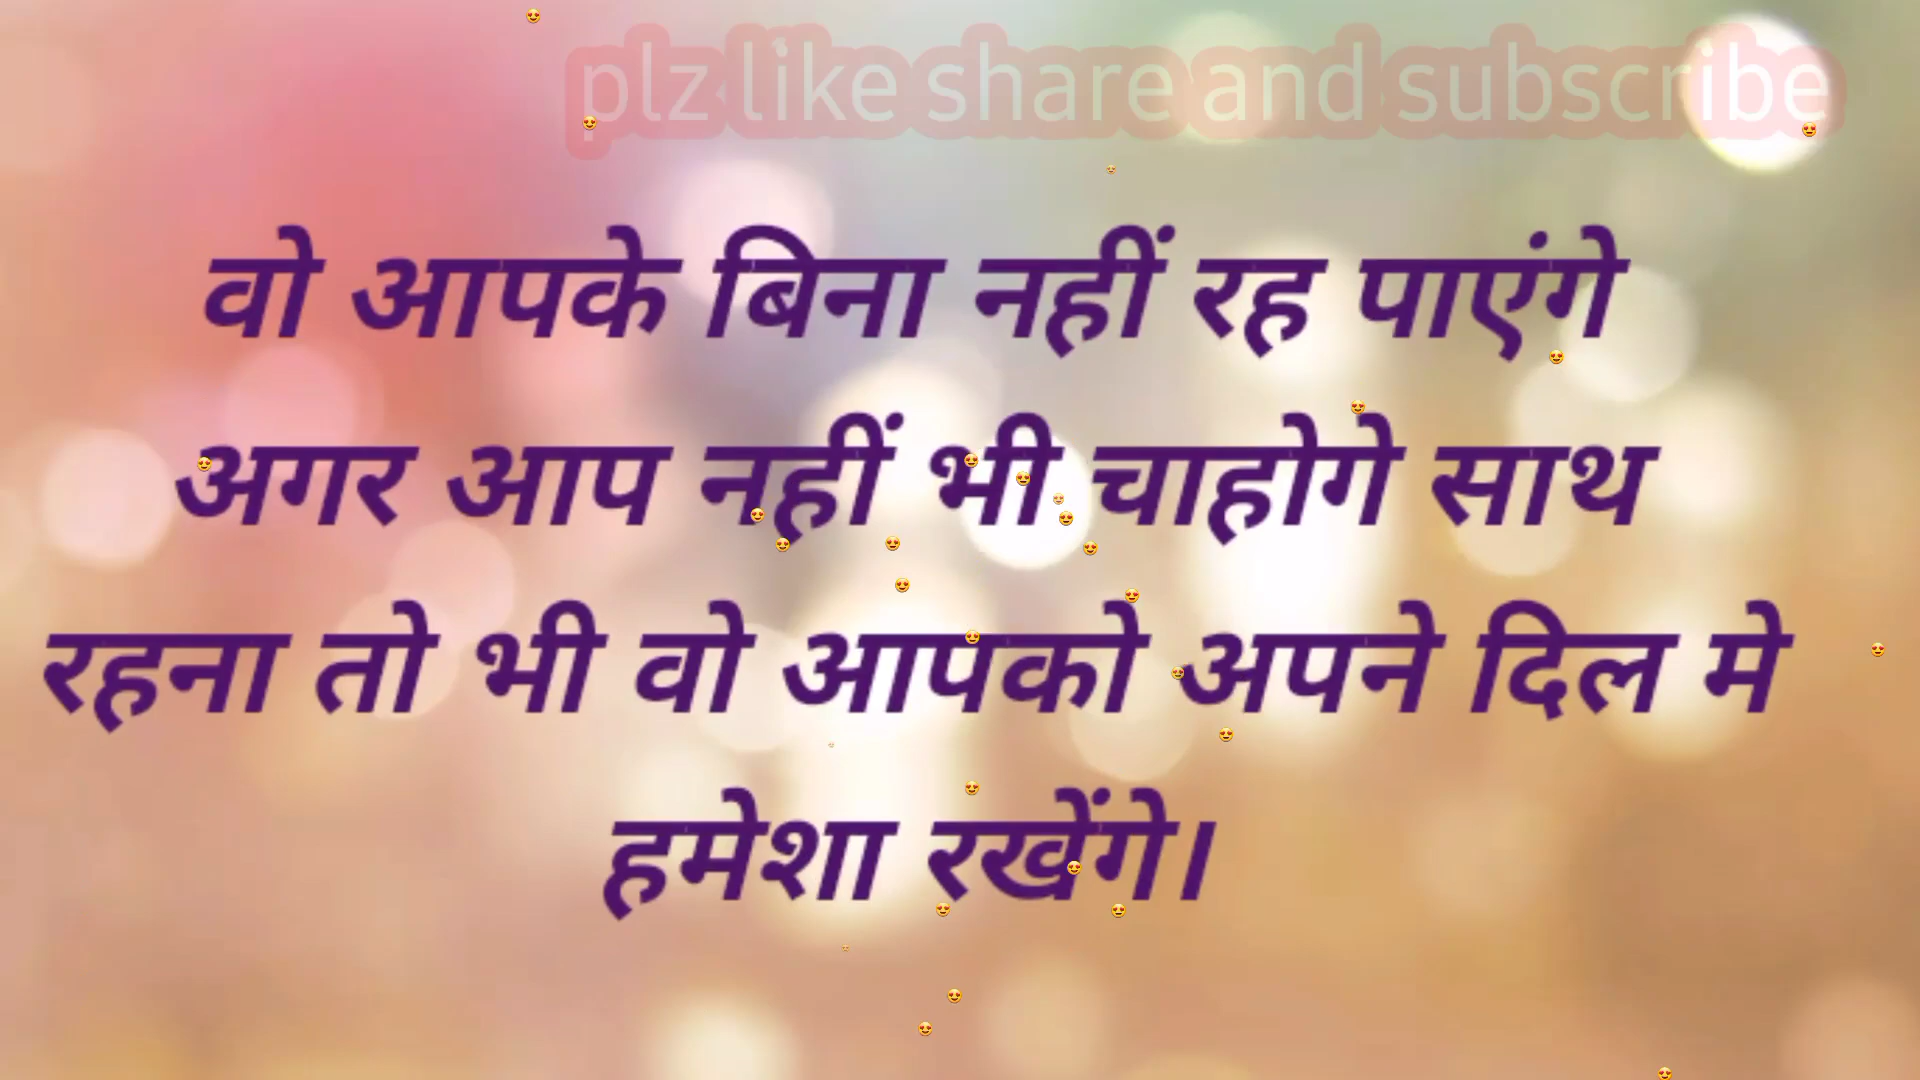 plz like share and subscribe
वो आपके बिना नहीं रह पाएंगे
अगर आप नहीं भी चाहोगे साथ
रहना तो भी वो आपको अपने दिल मे
हमेशा रखेंगे।